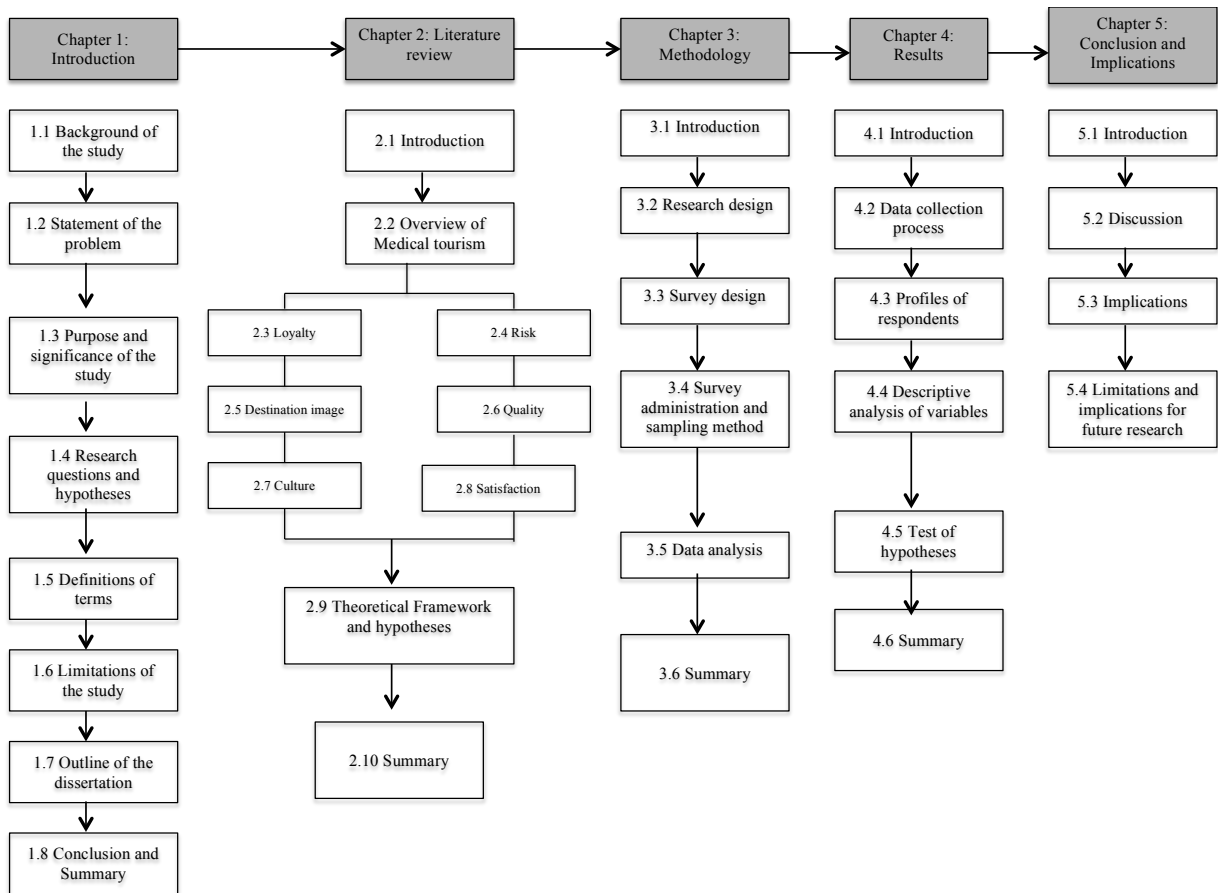 Chapter 1:
Introduction
Chapter 2: Literature
review
Chapter 3:
Methodology
Chapter 4:
Results
Chapter 5:
Conclusion and
Implications
1.1 Background of
the study
1.2 Statement of the
problem
1.3 Purpose and
significance of the
study
1.4 Research
questions and
hypotheses
1.5 Definitions of
terms
1.6 Limitations of
the study
1.7 Outline of the
dissertation
1.8 Conclusion and
Summary
2.1 Introduction
2.2 Overview of
Medical tourism
2.3 Loyalty
2.4 Risk
2.5 Destination image
2.6 Quality
2.7 Culture
2.8 Satisfaction
2.9 Theoretical Framework
and hypotheses
2.10 Summary
3.1 Introduction
3.2 Research design
3.3 Survey design
3.4 Survey
administration and
sampling method
3.5 Data analysis
3.6 Summary
4.1 Introduction
4.2 Data collection
process
4.3 Profiles of
respondents
4.4 Descriptive
analysis of variables
4.5 Test of
hypotheses
4.6 Summary
5.1 Introduction
5.2 Discussion
5.3 Implications
5.4 Limitations and
implications for
future research